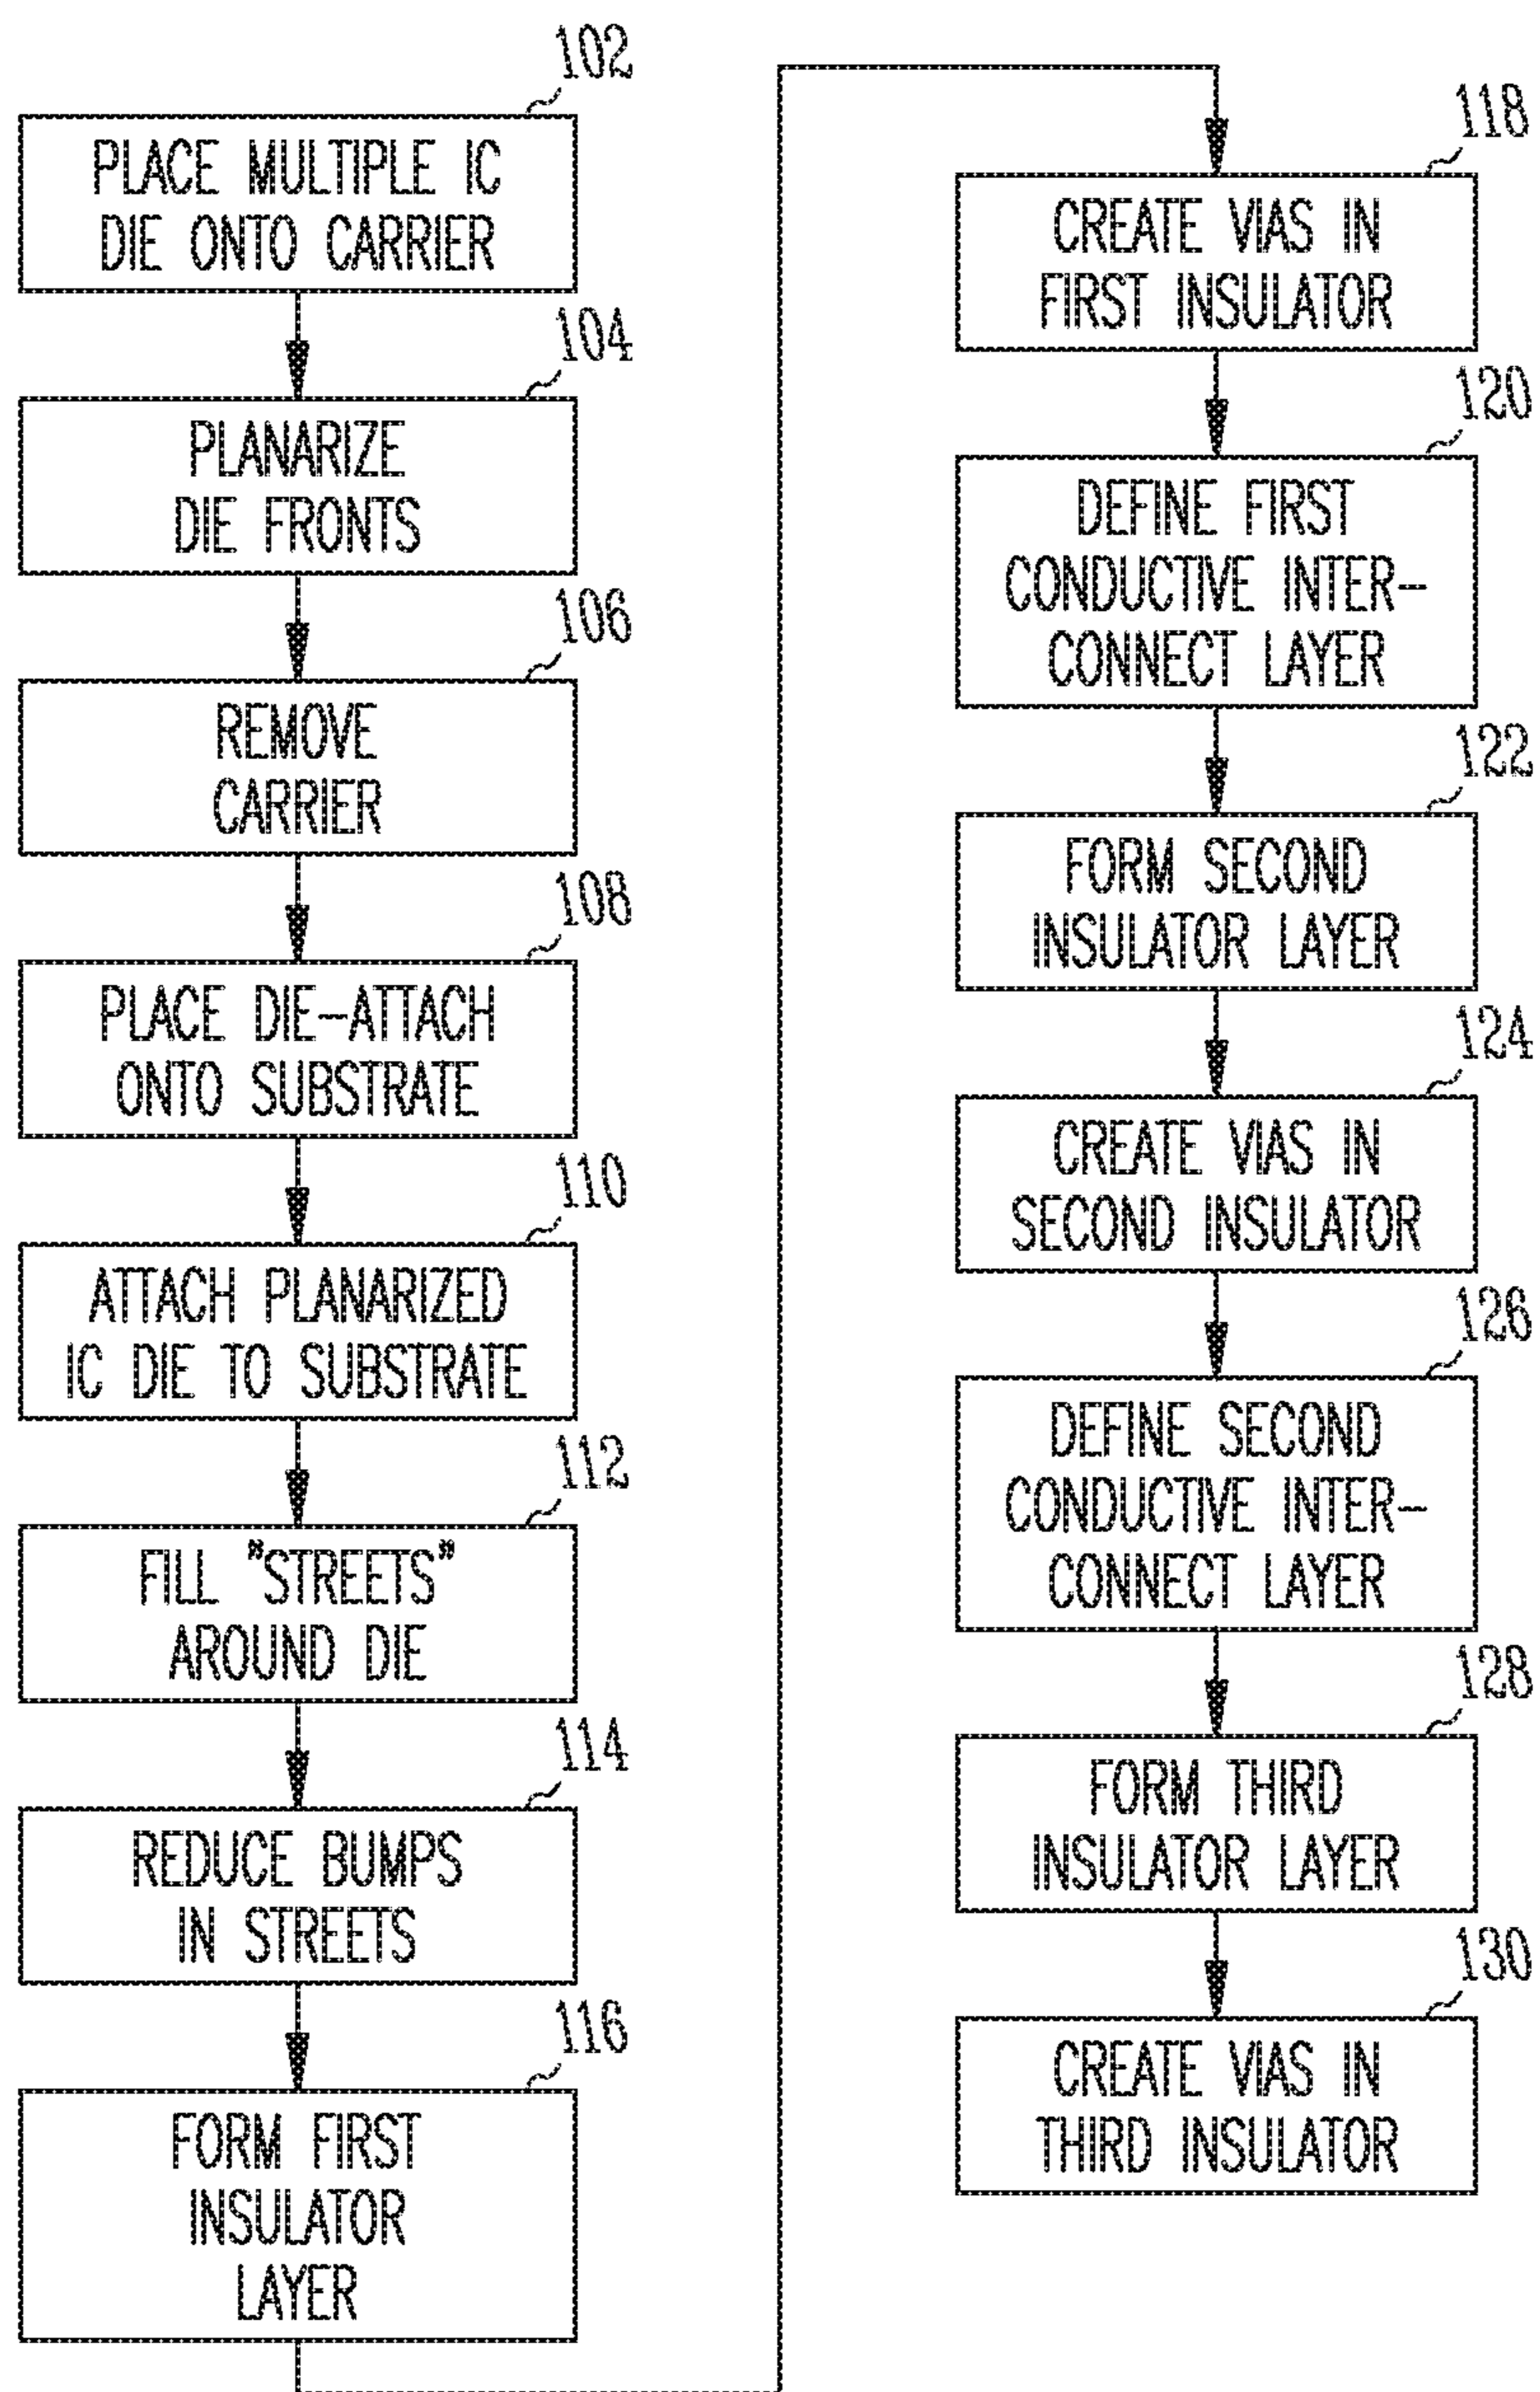 102
PLACE MULTIPLE IC
DIE ONTO CARRIER
104
PLANARIZE
DIE FRONTS
106
REMOVE
CARRIER
108
PLACE DIE-ATTACH
ONTO SUBSTRATE
110
ATTACH PLANARIZED
IC DIE TO SUBSTRATE
112
FILL "STREETS"
AROUND DIE
114
REDUCE BUMPS
IN STREETS
116
FORM FIRST
INSULATOR
LAYER
118
CREATE VIAS IN
FIRST INSULATOR
120
DEFINE FIRST
CONDUCTIVE INTER-
CONNECT LAYER
122
FORM SECOND
INSULATOR LAYER
124
CREATE VIAS IN
SECOND INSULATOR
126
DEFINE SECOND
CONDUCTIVE INTER-
CONNECT LAYER
128
FORM THIRD
INSULATOR LAYER
130
CREATE VIAS IN
THIRD INSULATOR